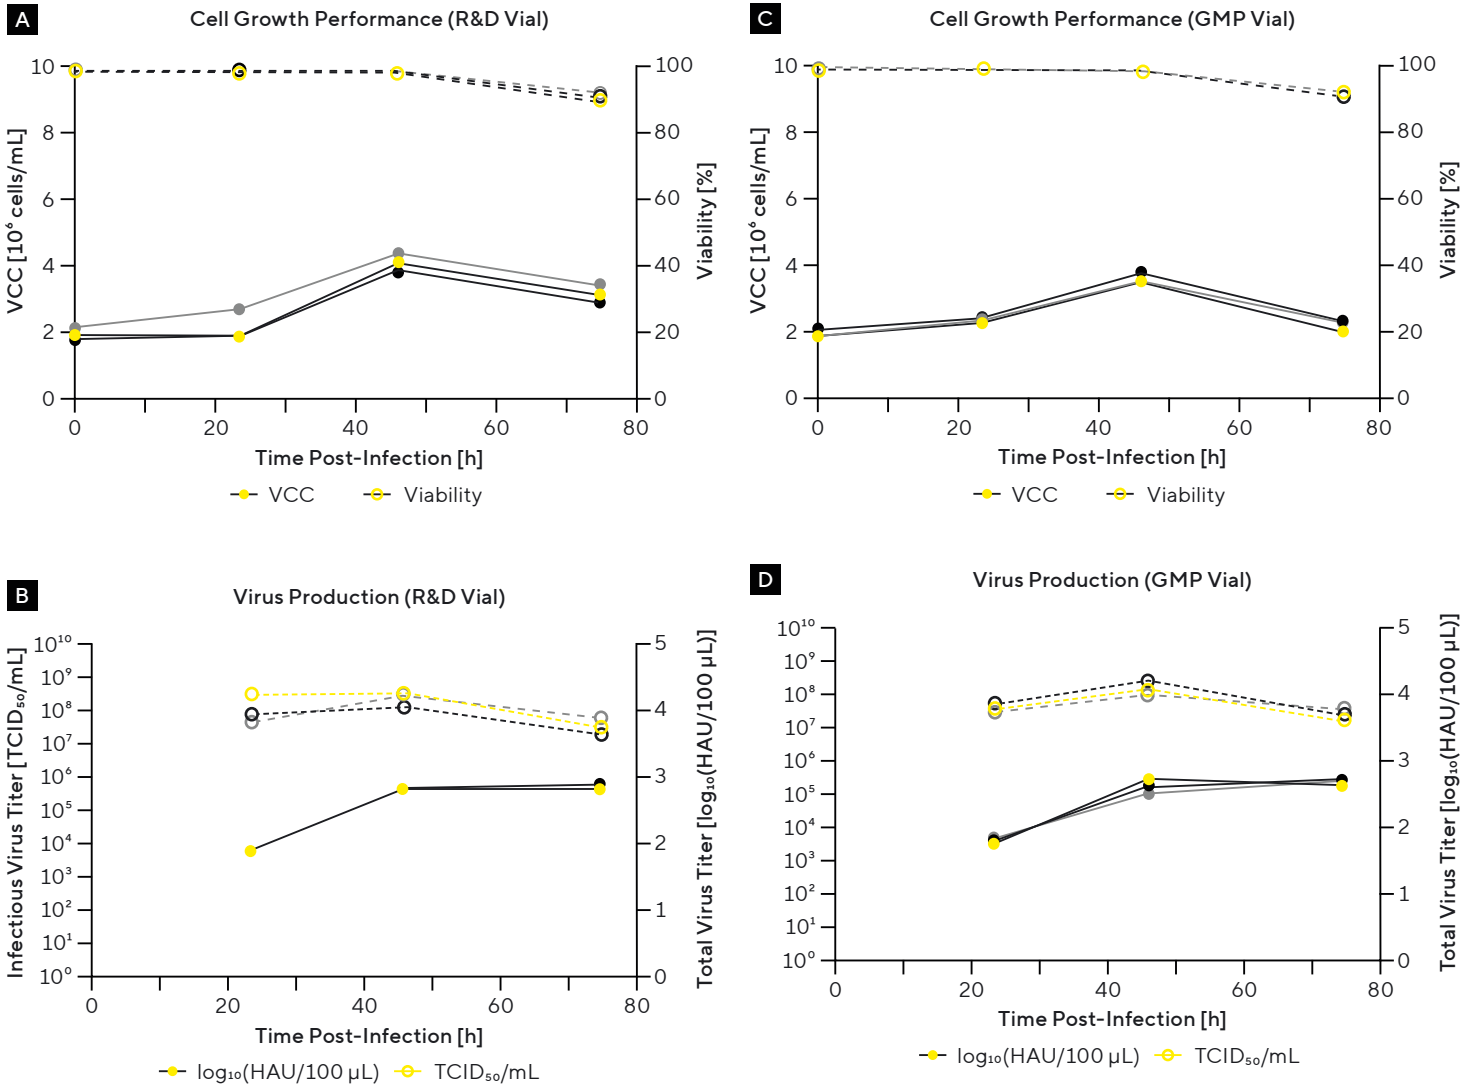 A
Cell Growth Performance (R&D Vial)
10
8
6
4
2
0
100
80
60
40
20
0
VCC [10⁶ cells/mL]
Viability [%]
0 20 40 60 80
Time Post-Infection [h]
VCC Viability
C
Cell Growth Performance (GMP Vial)
10
8
6
4
2
0
100
80
60
40
20
0
VCC [10⁶ cells/mL]
Viability [%]
0 20 40 60 80
Time Post-Infection [h]
VCC Viability
B
Virus Production (R&D Vial)
10¹⁰
10⁹
10⁸
10⁷
10⁶
10⁵
10⁴
10³
10²
10¹
10⁰
5
4
3
2
1
0
Infectious Virus Titer [TCID₅₀/mL]
Total Virus Titer [log₁₀(HAU/100 µL)]
0 20 40 60 80
Time Post-Infection [h]
log₁₀(HAU/100 µL) TCID₅₀/mL
D
Virus Production (GMP Vial)
10¹⁰
10⁹
10⁸
10⁷
10⁶
10⁵
10⁴
10³
10²
10¹
10⁰
5
4
3
2
1
0
Total Virus Titer [log₁₀(HAU/100 µL)]
0 20 40 60 80
Time Post-Infection [h]
log₁₀(HAU/100 µL) TCID₅₀/mL